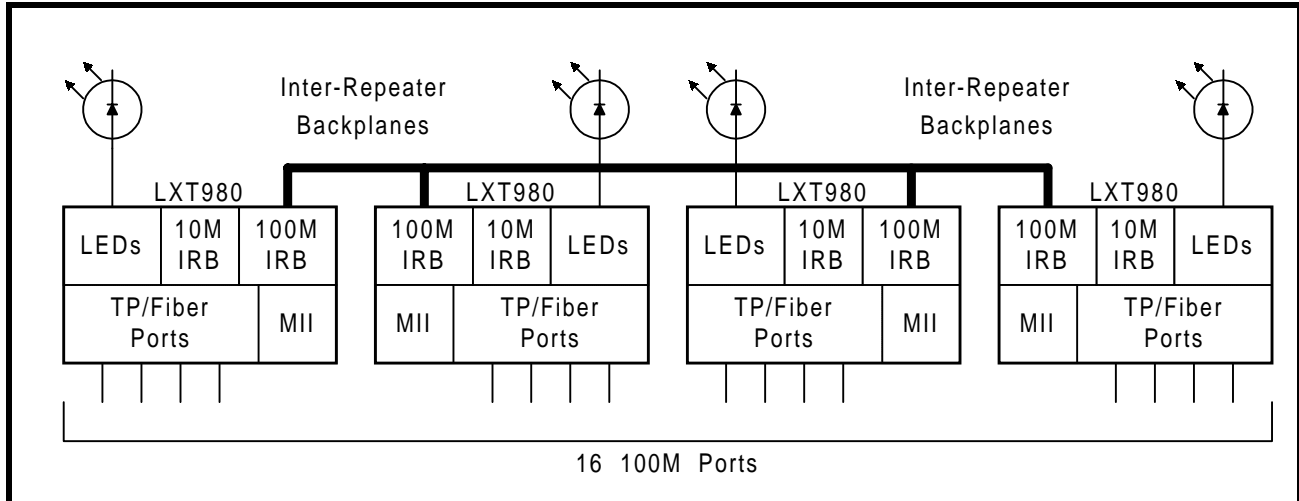 Inter-Repeater
Backplanes
Inter-Repeater
Backplanes
LXT980
LXT980
LXT980
LXT980
LEDs
10M
IRB
100M
IRB
TP/Fiber
Ports
MII
100M
IRB
10M
IRB
LEDs
MII
TP/Fiber
Ports
LEDs
10M
IRB
100M
IRB
TP/Fiber
Ports
MII
100M
IRB
10M
IRB
LEDs
MII
TP/Fiber
Ports
16 100M Ports